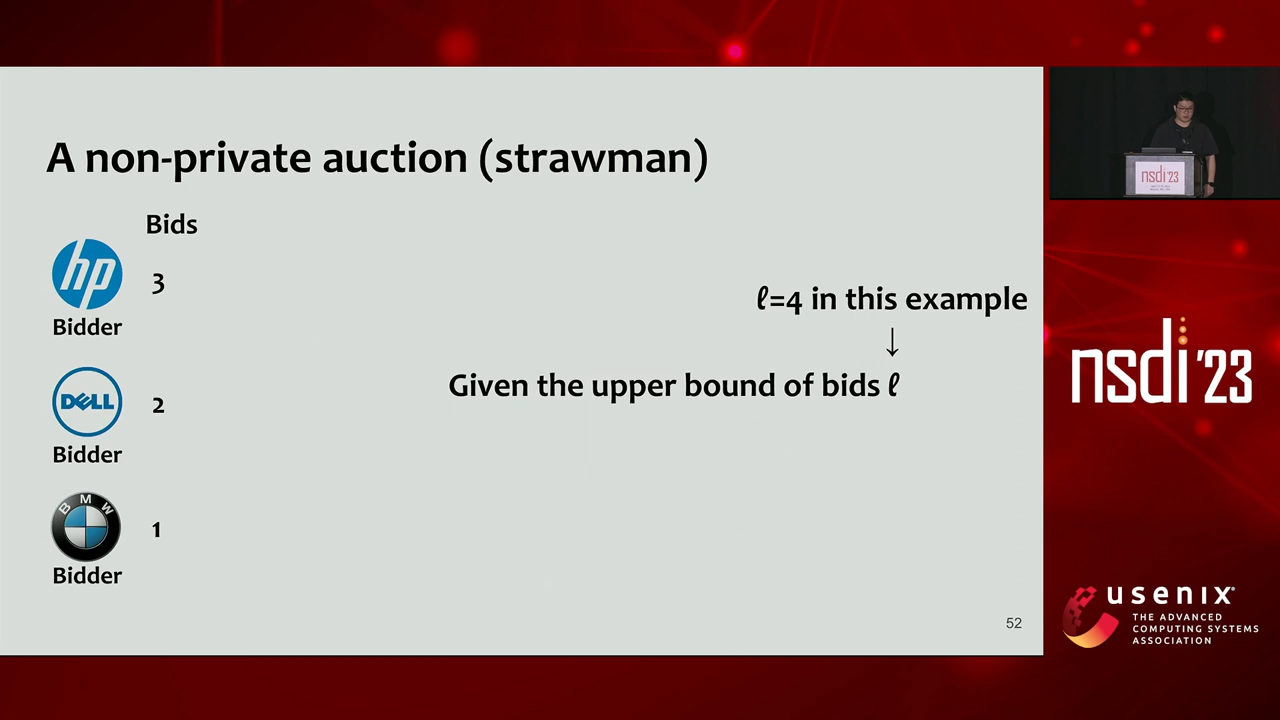 A non-private auction (strawman)
Bids
hp
3
Bidder
ℓ=4 in this example
↓
Given the upper bound of bids ℓ
DELL
2
Bidder
BMW
1
Bidder
52
nsdi'23
nsdi'23
usenix
THE ADVANCED
COMPUTING SYSTEMS
ASSOCIATION